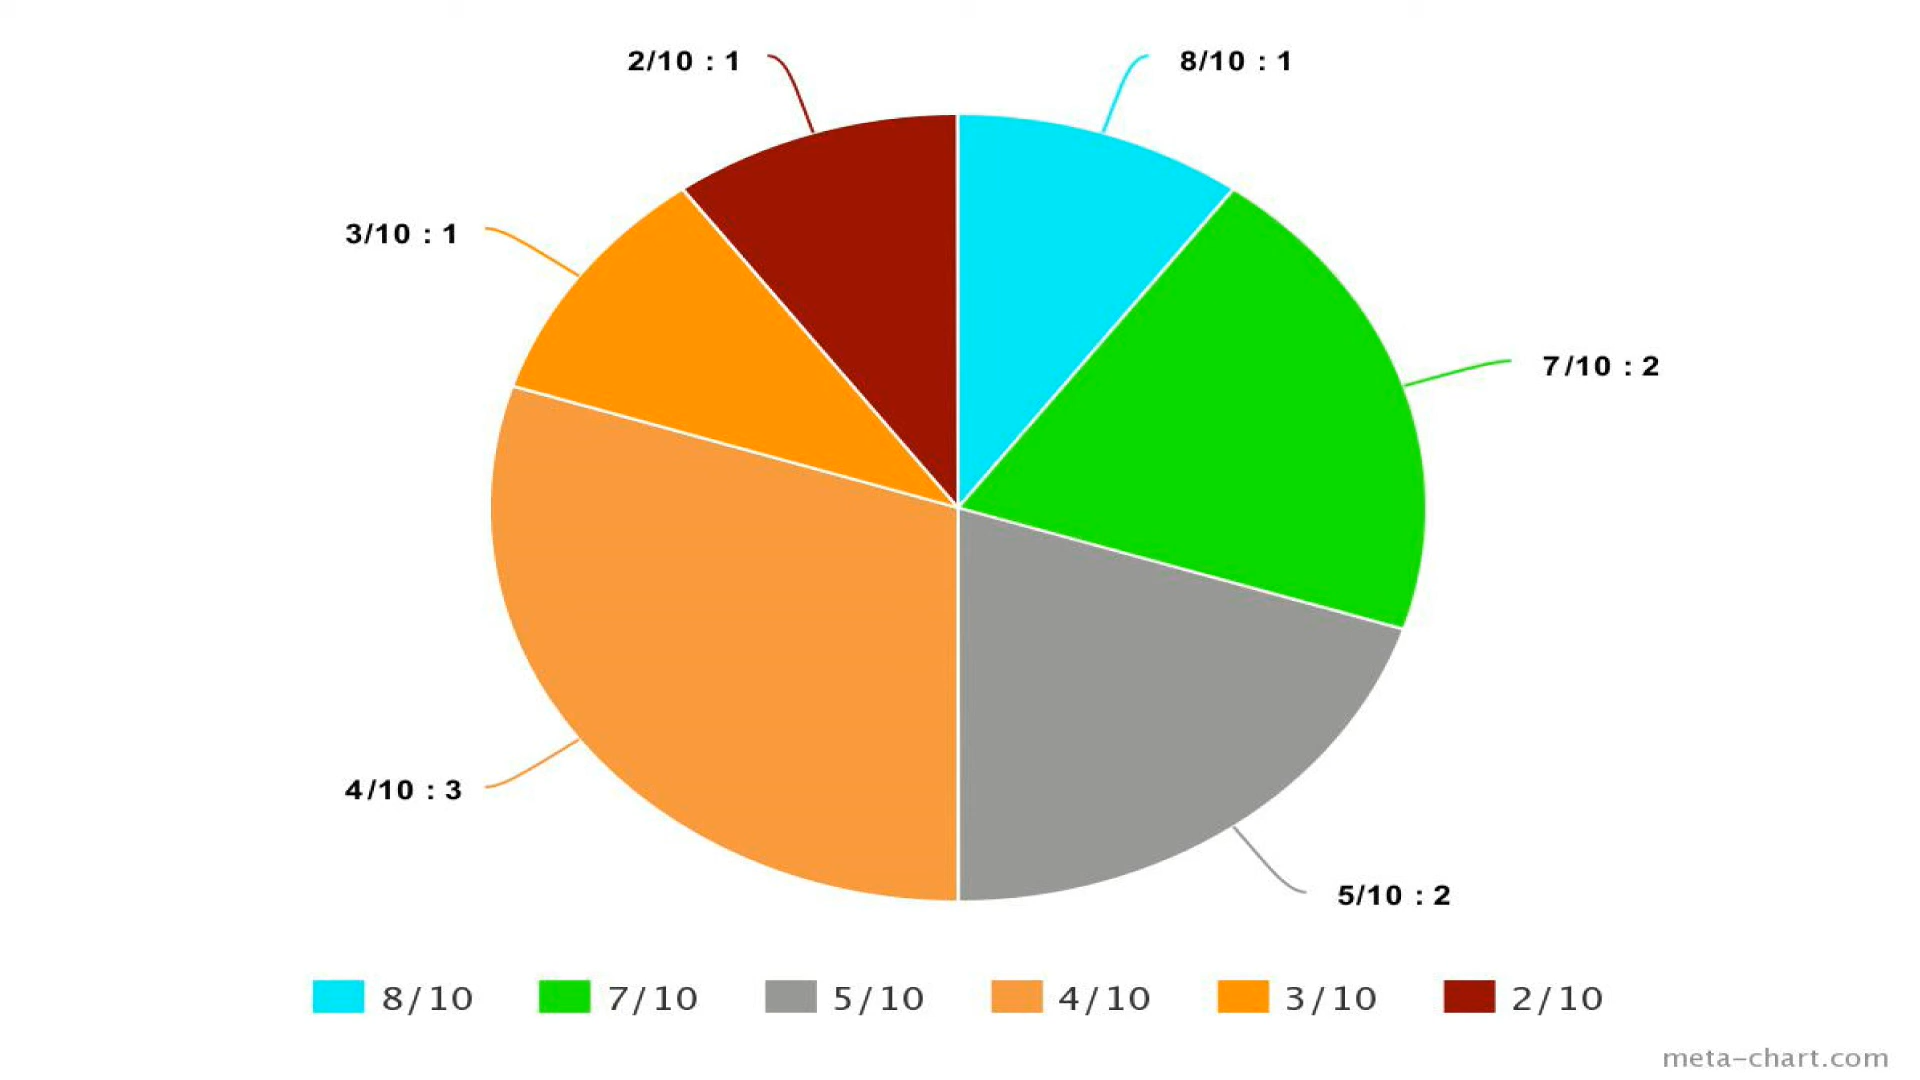 2/10 : 1
8/10 : 1
3/10 : 1
7/10 : 2
4/10 : 3
5/10 : 2
8/10
7/10
5/10
4/10
3/10
2/10
meta-chart.com